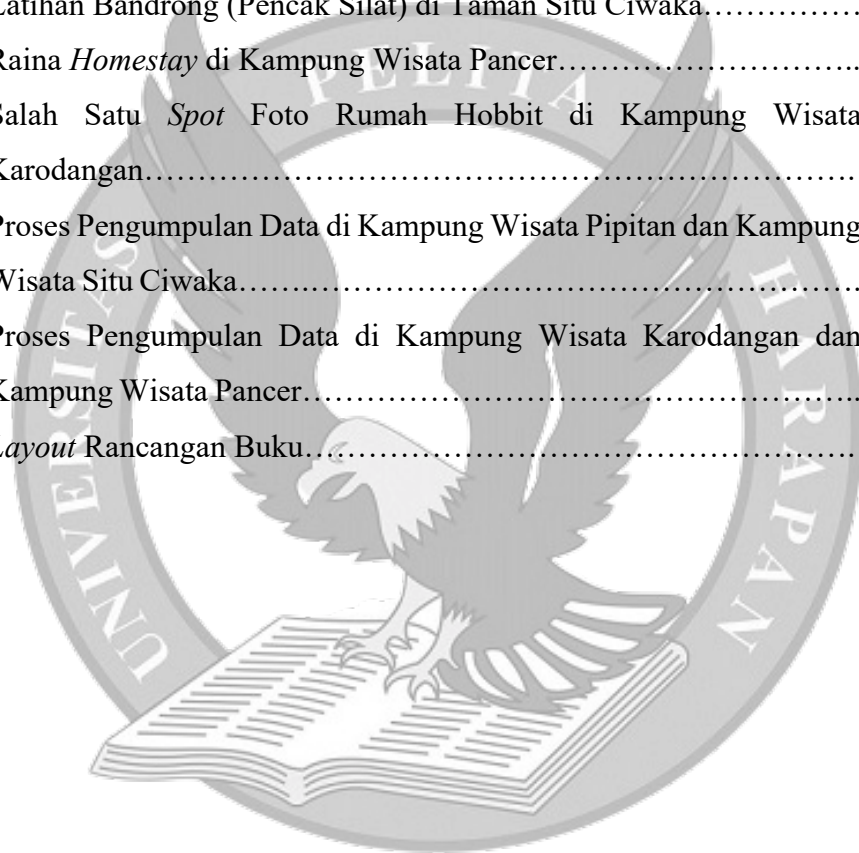 Latihan Bandrong (Pencak Silat) di Taman Situ Ciwaka……………
Raina Homestay di Kampung Wisata Pancer………………………..
Salah Satu Spot Foto Rumah Hobbit di Kampung Wisata
Karodangan……………………………………………………………….
Proses Pengumpulan Data di Kampung Wisata Pipitan dan Kampung
Wisata Situ Ciwaka…….……………………………………………….
Proses Pengumpulan Data di Kampung Wisata Karodangan dan
Kampung Wisata Pancer………………………………………………..
Layout Rancangan Buku……………………………………………….
UNIVERSITAS PELITA HARAPAN